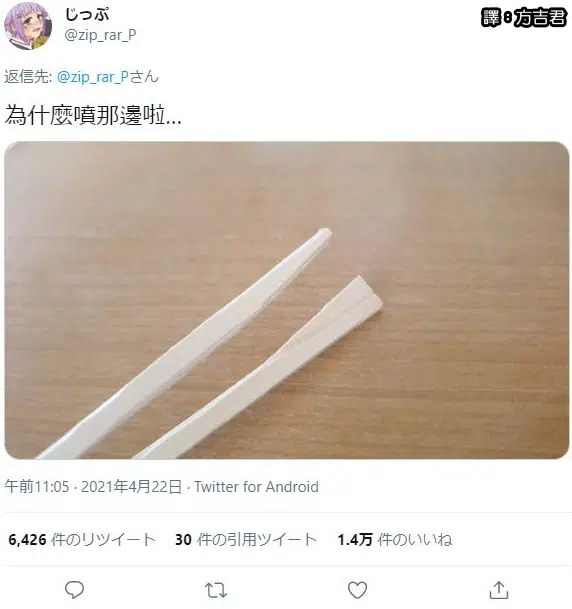 じっぷ
@zip_rar_P
譯8方吉君
返信先: @zip_rar_Pさん
為什麼噴那邊啦...
午前11:05 · 2021年4月22日 · Twitter for Android
6,426 件のリツイート 30 件の引用ツイート 1.4万 件のいいね